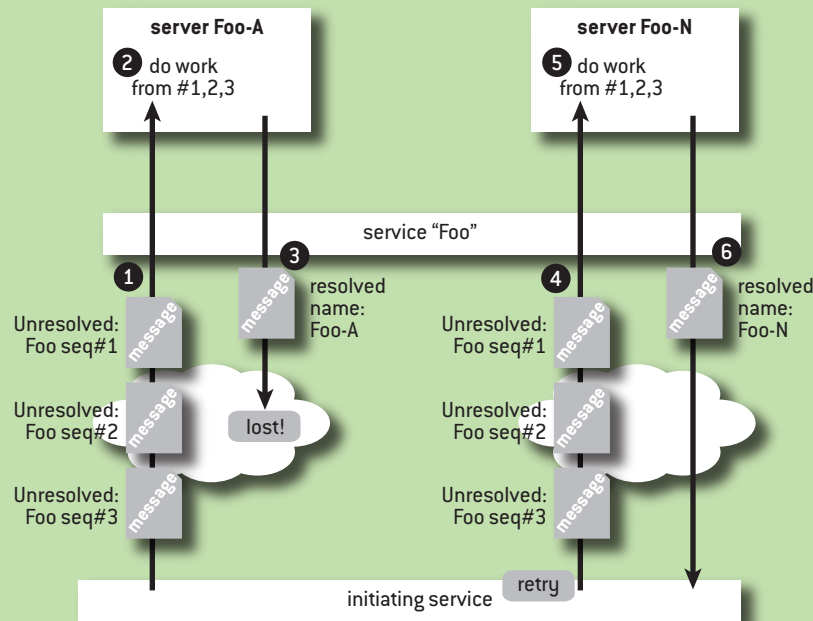 server Foo-A
2 do work
from #1,2,3
server Foo-N
5 do work
from #1,2,3
service “Foo”
1
Unresolved:
Foo seq#1
message
Unresolved:
Foo seq#2
message
Unresolved:
Foo seq#3
message
3
message
resolved
name:
Foo-A
lost!
4
Unresolved:
Foo seq#1
message
Unresolved:
Foo seq#2
message
Unresolved:
Foo seq#3
message
6
message
resolved
name:
Foo-N
retry
initiating service